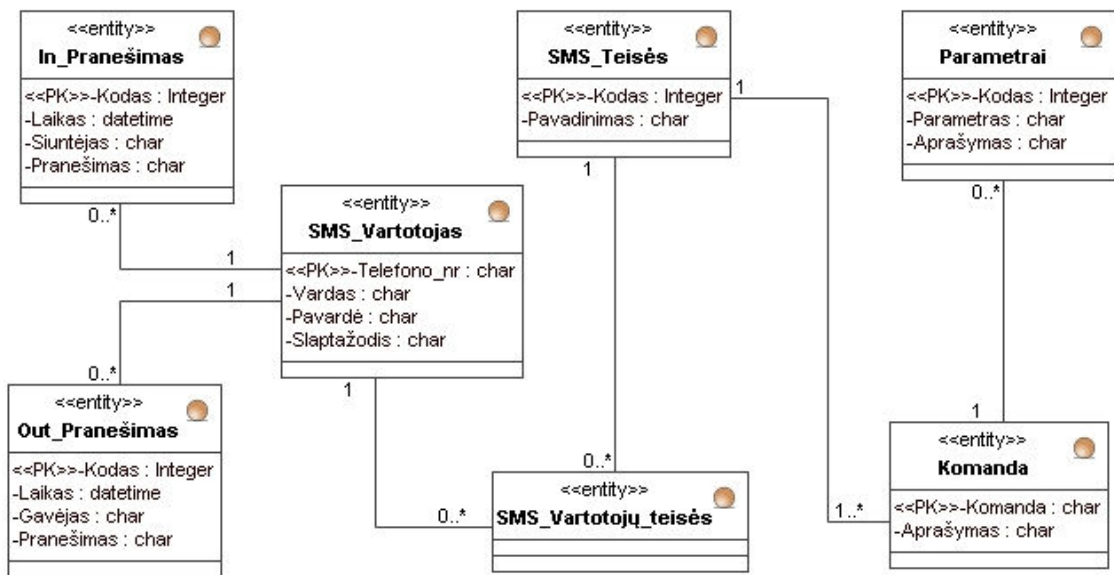 <<entity>>
In_Pranešimas
<<PK>>-Kodas : Integer
-Laikas : datetime
-Siuntėjas : char
-Pranešimas : char
0..*
1
<<entity>>
SMS_Teisės
<<PK>>-Kodas : Integer
-Pavadinimas : char
1
1
<<entity>>
Parametrai
<<PK>>-Kodas : Integer
-Parametras : char
-Aprašymas : char
0..*
1
<<entity>>
SMS_Vartotojas
<<PK>>-Telefono_nr : char
-Vardas : char
-Pavardė : char
-Slaptažodis : char
1
1
0..*
<<entity>>
Out_Pranešimas
<<PK>>-Kodas : Integer
-Laikas : datetime
-Gavėjas : char
-Pranešimas : char
0..*
0..*
<<entity>>
SMS_Vartotojų_teisės
1..*
<<entity>>
Komanda
<<PK>>-Komanda : char
-Aprašymas : char